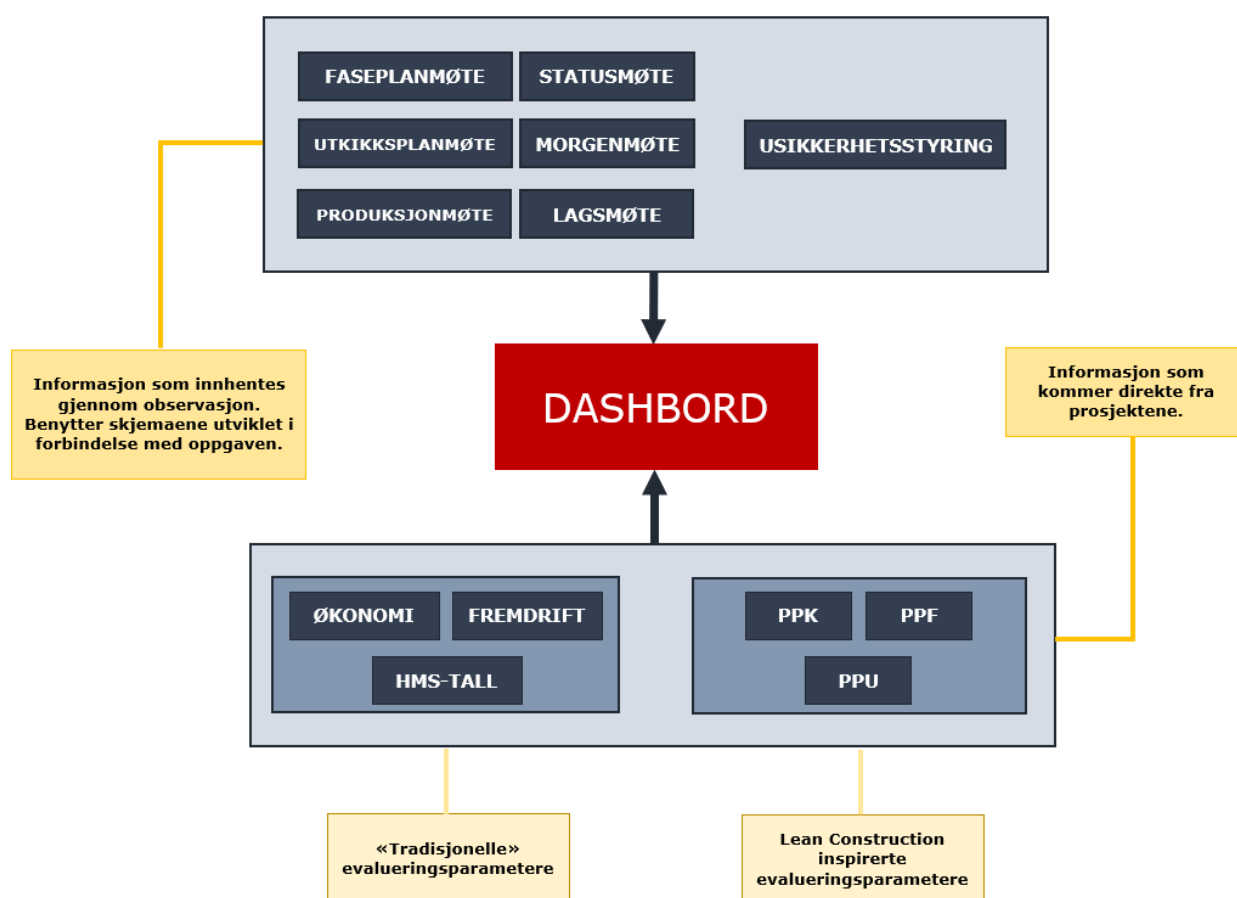 FASEPLANMØTE
STATUSMØTE
UTKIKKSPLANMØTE
MORGENMØTE
USIKKERHETSSTYRING
PRODUKSJONMØTE
LAGSMØTE
Informasjon som innhentes
gjennom observasjon.
Benytter skjemaene utviklet i
forbindelse med oppgaven.
DASHBORD
Informasjon som
kommer direkte fra
prosjektene.
ØKONOMI
FREMDRIFT
HMS-TALL
PPK
PPF
PPU
«Tradisjonelle»
evalueringsparametere
Lean Construction
inspirerte
evalueringsparametere